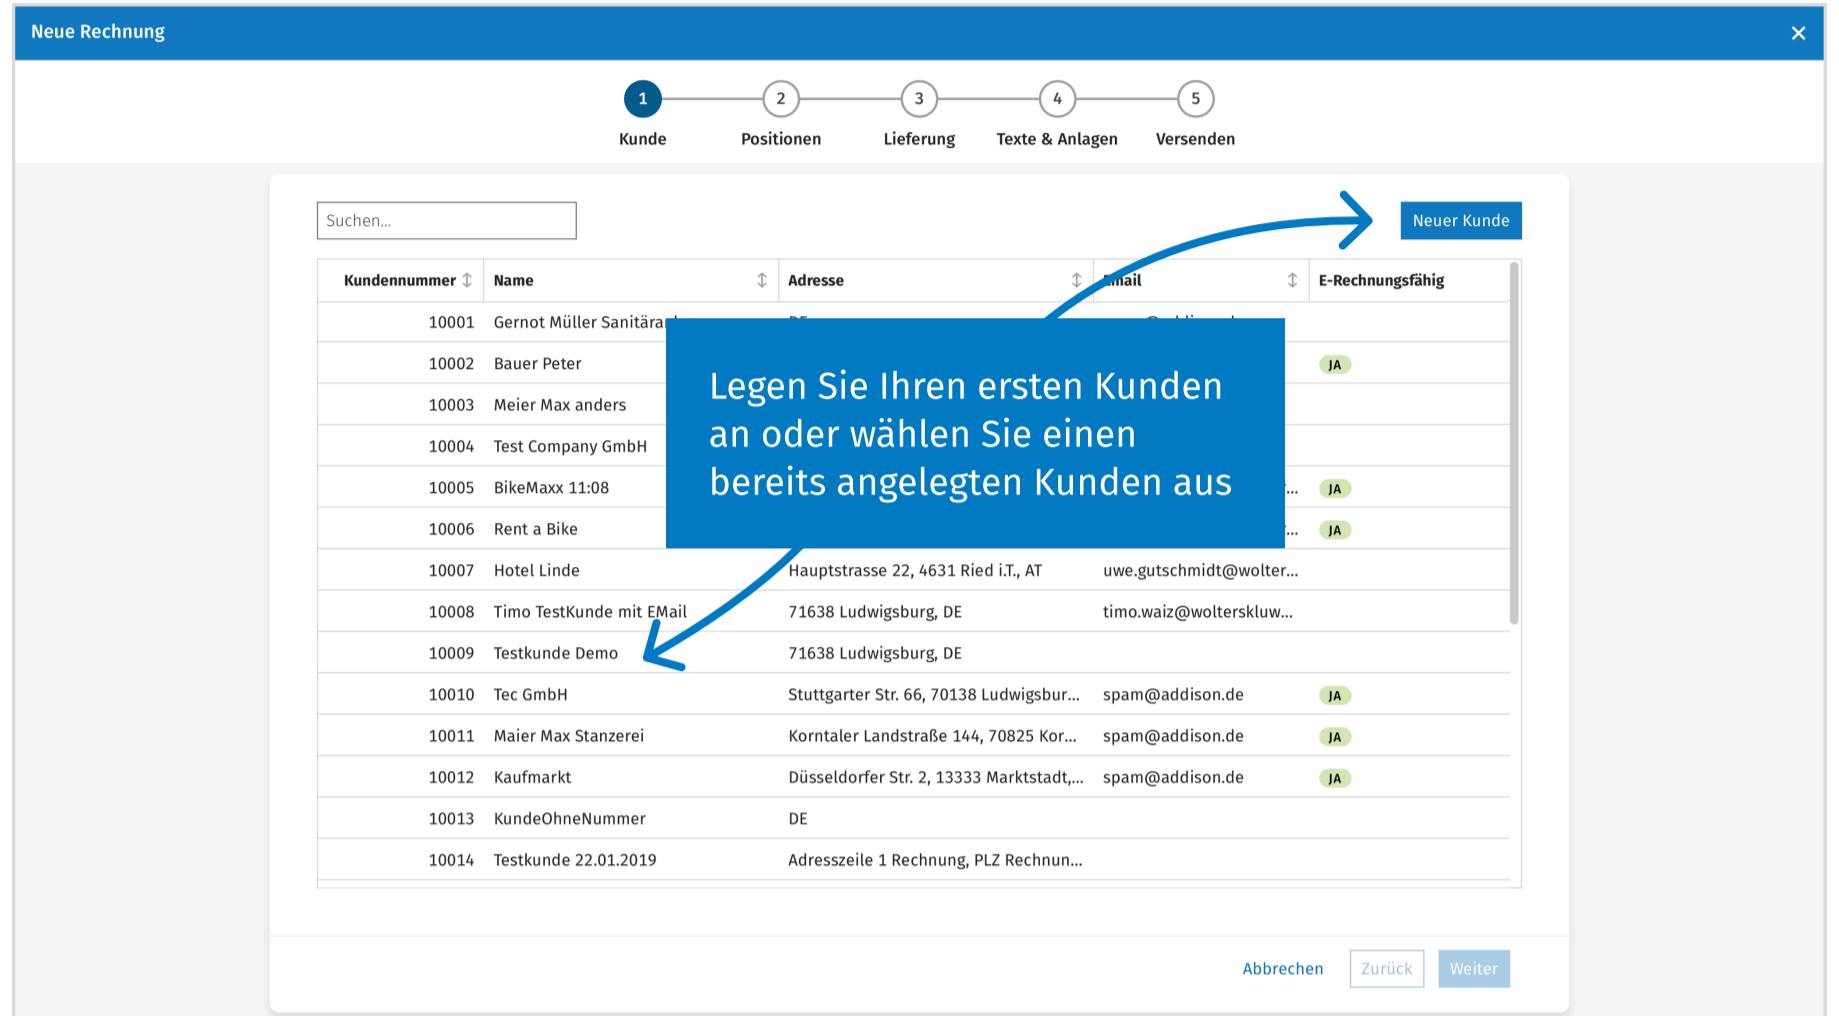 Neue Rechnung
1 2 3 4 5
Kunde Positionen Lieferung Texte & Anlagen Versenden
Suchen... Neuer Kunde
Kundennummer Name Adresse E-Rechnungsfähig
10001 Gernot Müller
10002 Bauer Peter JA
10003 Meier Max anders
10004 Test Company GmbH
10005 BikeMaxx 11:08 ... JA
10006 Rent a Bike ... JA
Legen Sie Ihren ersten Kunden
an oder wählen Sie einen
bereits angelegten Kunden aus
10007 Hotel Linde Hauptstrasse 22, 4631 Ried i.T., AT uwe.gutschmidt@wolter...
10008 Timo TestKunde mit EMail 71638 Ludwigsburg, DE timo.waiz@wolterskluw...
10009 Testkunde Demo 71638 Ludwigsburg, DE
10010 Tec GmbH Stuttgarter Str. 66, 70138 Ludwigsbur... spam@addison.de JA
10011 Maier Max Stanzerei Korntaler Landstraße 144, 70825 Kor... spam@addison.de JA
10012 Kaufmarkt Düsseldorfer Str. 2, 13333 Marktstadt,... spam@addison.de JA
10013 KundeOhneNummer DE
10014 Testkunde 22.01.2019 Adresszeile 1 Rechnung, PLZ Rechnun...
Abbrechen Zurück Weiter